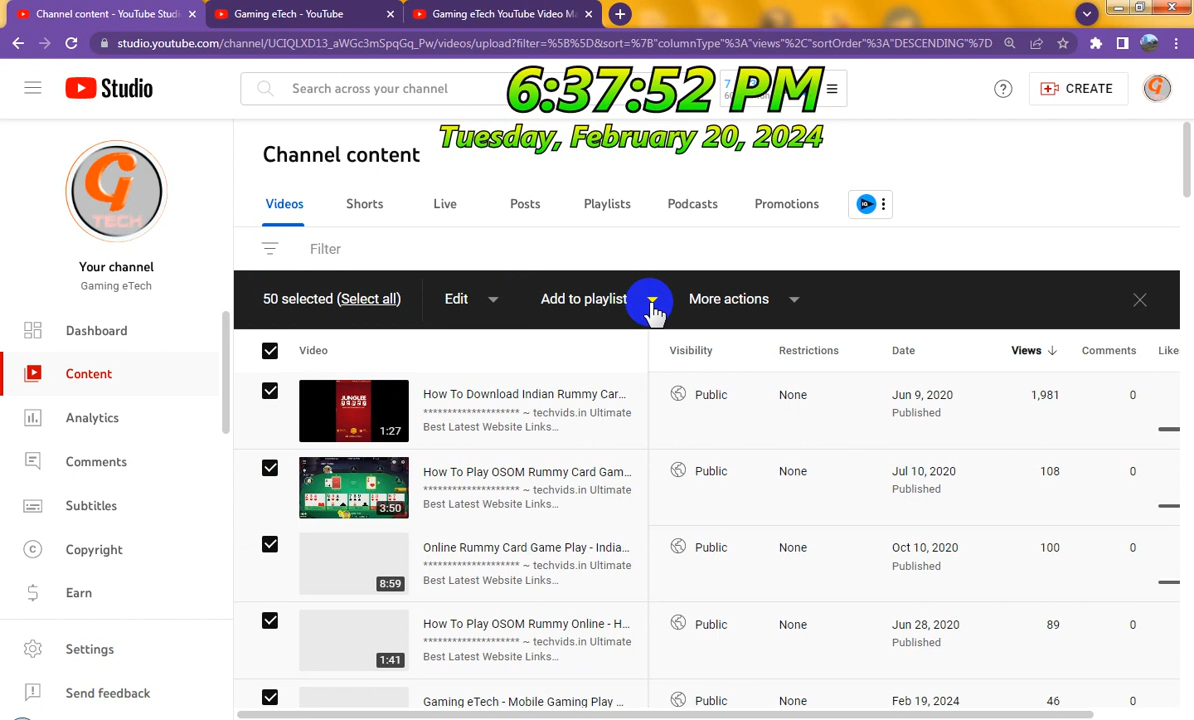 Channel content - YouTube Studi
Gaming eTech - YouTube
Gaming eTech YouTube Video Ma
studio.youtube.com/channel/UCIQLXD13_aWGc3mSpqGq_Pw/videos/upload?filter=%5B%5D&sort=%7B"columnType"%3A"views"%2C"sortOrder"%3A"DESCENDING"%7D
Studio
Search across your channel
6:37:52 PM
CREATE
Tuesday, February 20, 2024
Channel content
G
TECH
Videos
Shorts
Live
Posts
Playlists
Podcasts
Promotions
Filter
Your channel
Gaming eTech
50 selected (Select all)
Edit
Add to playlist
More actions
Dashboard
Content
Analytics
Comments
Subtitles
Copyright
Earn
Settings
Send feedback
Video
Visibility
Restrictions
Date
Views
Comments
Like
JUNGLEE
1:27
How To Download Indian Rummy Car...
******************** ~ techvids.in Ultimate
Best Latest Website Links...
Public
None
Jun 9, 2020
Published
1,981
0
3:50
How To Play OSOM Rummy Card Gam...
******************** ~ techvids.in Ultimate
Best Latest Website Links...
Public
None
Jul 10, 2020
Published
108
0
8:59
Online Rummy Card Game Play - India...
******************** ~ techvids.in Ultimate
Best Latest Website Links...
Public
None
Oct 10, 2020
Published
100
0
1:41
How To Play OSOM Rummy Online - H...
******************** ~ techvids.in Ultimate
Best Latest Website Links...
Public
None
Jun 28, 2020
Published
89
0
Gaming eTech - Mobile Gaming Play ...
Public
None
Feb 19, 2024
46
0